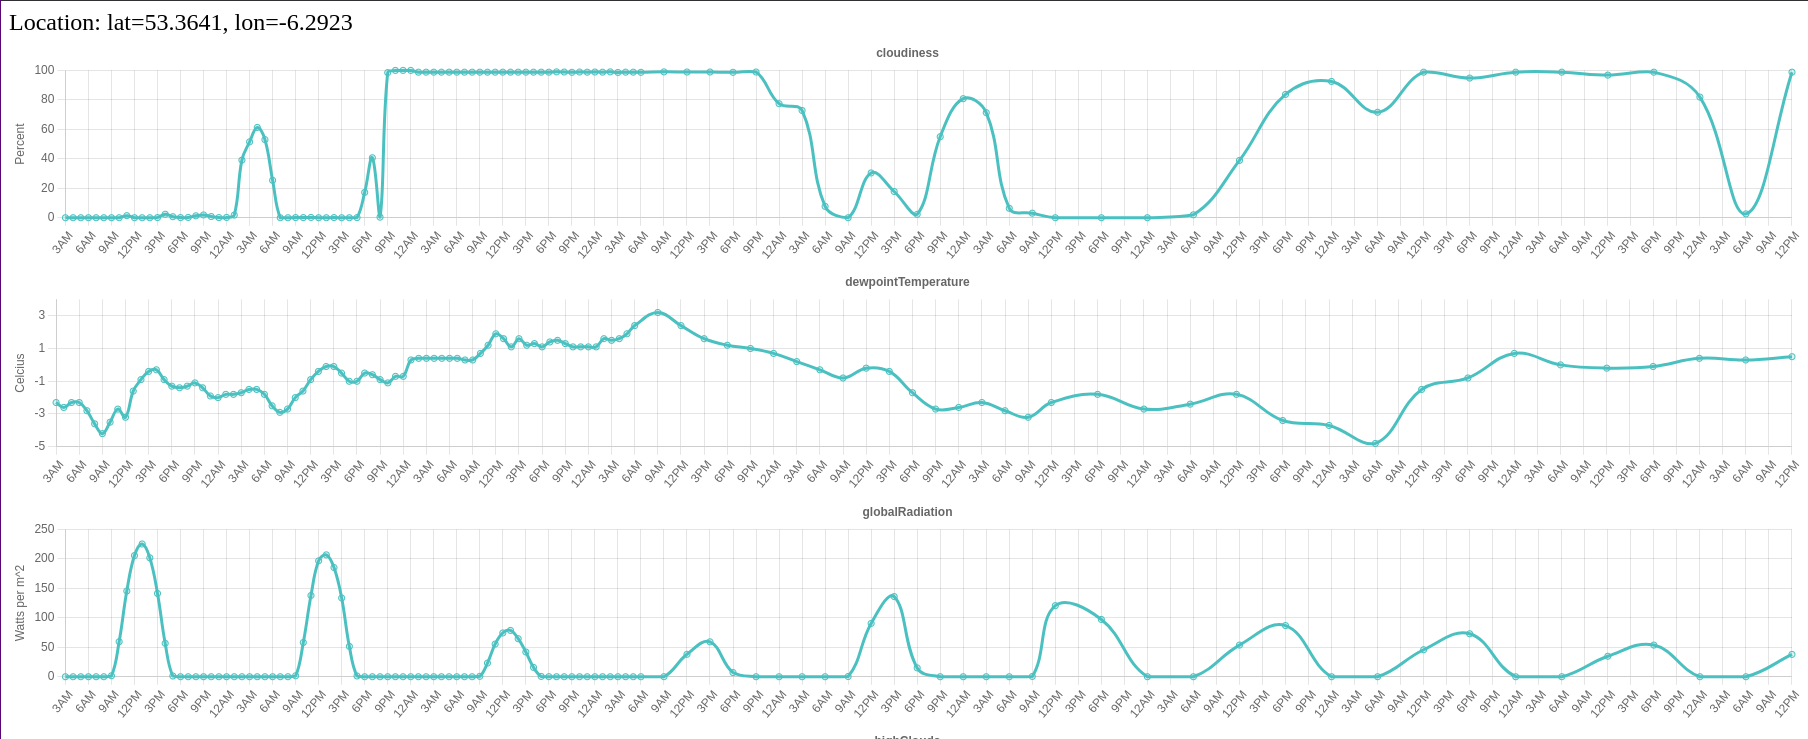 Location: lat=53.3641, lon=-6.2923
cloudiness
Percent
100
80
60
40
20
0
3AM 6AM 9AM 12PM 3PM 6PM 9PM 12AM 3AM 6AM 9AM 12PM 3PM 6PM 9PM 12AM 3AM 6AM 9AM 12PM 3PM 6PM 9PM 12AM 3AM 6AM 9AM 12PM 3PM 6PM 9PM 12AM 3AM 6AM 9AM 12PM 3PM 6PM 9PM 12AM 3AM 6AM 9AM 12PM 3PM 6PM 9PM 12AM 3AM 6AM 9AM 12PM 3PM 6PM 9PM 12AM 3AM 6AM 9AM 12PM 3PM 6PM 9PM 12AM 3AM 6AM 9AM 12PM 3PM 6PM 9PM 12AM 3AM 6AM 9AM 12PM
dewpointTemperature
Celcius
3
1
-1
-3
-5
3AM 6AM 9AM 12PM 3PM 6PM 9PM 12AM 3AM 6AM 9AM 12PM 3PM 6PM 9PM 12AM 3AM 6AM 9AM 12PM 3PM 6PM 9PM 12AM 3AM 6AM 9AM 12PM 3PM 6PM 9PM 12AM 3AM 6AM 9AM 12PM 3PM 6PM 9PM 12AM 3AM 6AM 9AM 12PM 3PM 6PM 9PM 12AM 3AM 6AM 9AM 12PM 3PM 6PM 9PM 12AM 3AM 6AM 9AM 12PM 3PM 6PM 9PM 12AM 3AM 6AM 9AM 12PM 3PM 6PM 9PM 12AM 3AM 6AM 9AM 12PM
globalRadiation
Watts per m^2
250
200
150
100
50
0
3AM 6AM 9AM 12PM 3PM 6PM 9PM 12AM 3AM 6AM 9AM 12PM 3PM 6PM 9PM 12AM 3AM 6AM 9AM 12PM 3PM 6PM 9PM 12AM 3AM 6AM 9AM 12PM 3PM 6PM 9PM 12AM 3AM 6AM 9AM 12PM 3PM 6PM 9PM 12AM 3AM 6AM 9AM 12PM 3PM 6PM 9PM 12AM 3AM 6AM 9AM 12PM 3PM 6PM 9PM 12AM 3AM 6AM 9AM 12PM 3PM 6PM 9PM 12AM 3AM 6AM 9AM 12PM 3PM 6PM 9PM 12AM 3AM 6AM 9AM 12PM